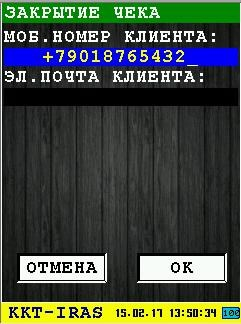 ЗАКРЫТИЕ ЧЕКА
МОБ.НОМЕР КЛИЕНТА:
+79018765432_
ЭЛ.ПОЧТА КЛИЕНТА:
ОТМЕНА OK
KKT-IRAS 15.02.17 13:50:34 100